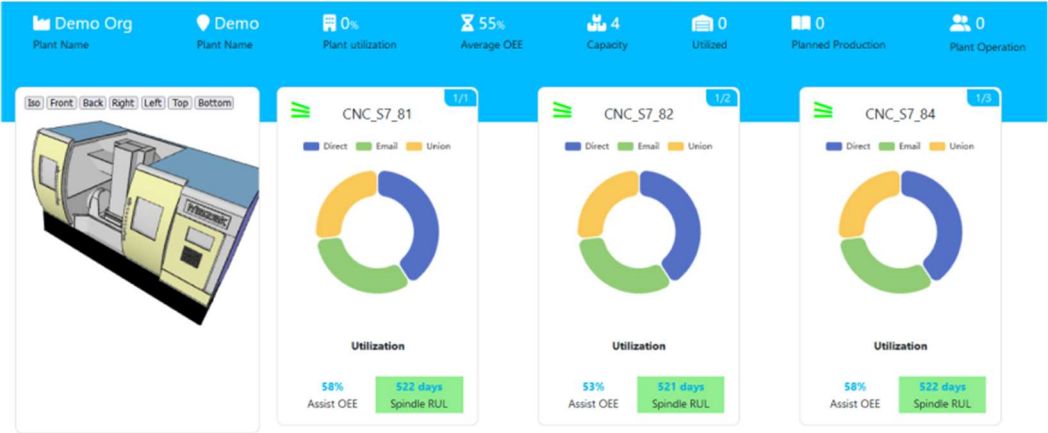 Demo Org
Plant Name
Demo
Plant Name
0%
Plant utilization
55%
Average OEE
4
Capacity
0
Utilized
0
Planned Production
0
Plant Operation
Iso Front Back Right Left Top Bottom
1/1
CNC_S7_81
Direct Email Union
Utilization
58%
Assist OEE
522 days
Spindle RUL
1/2
CNC_S7_82
Direct Email Union
Utilization
53%
Assist OEE
521 days
Spindle RUL
1/3
CNC_S7_84
Direct Email Union
Utilization
58%
Assist OEE
522 days
Spindle RUL